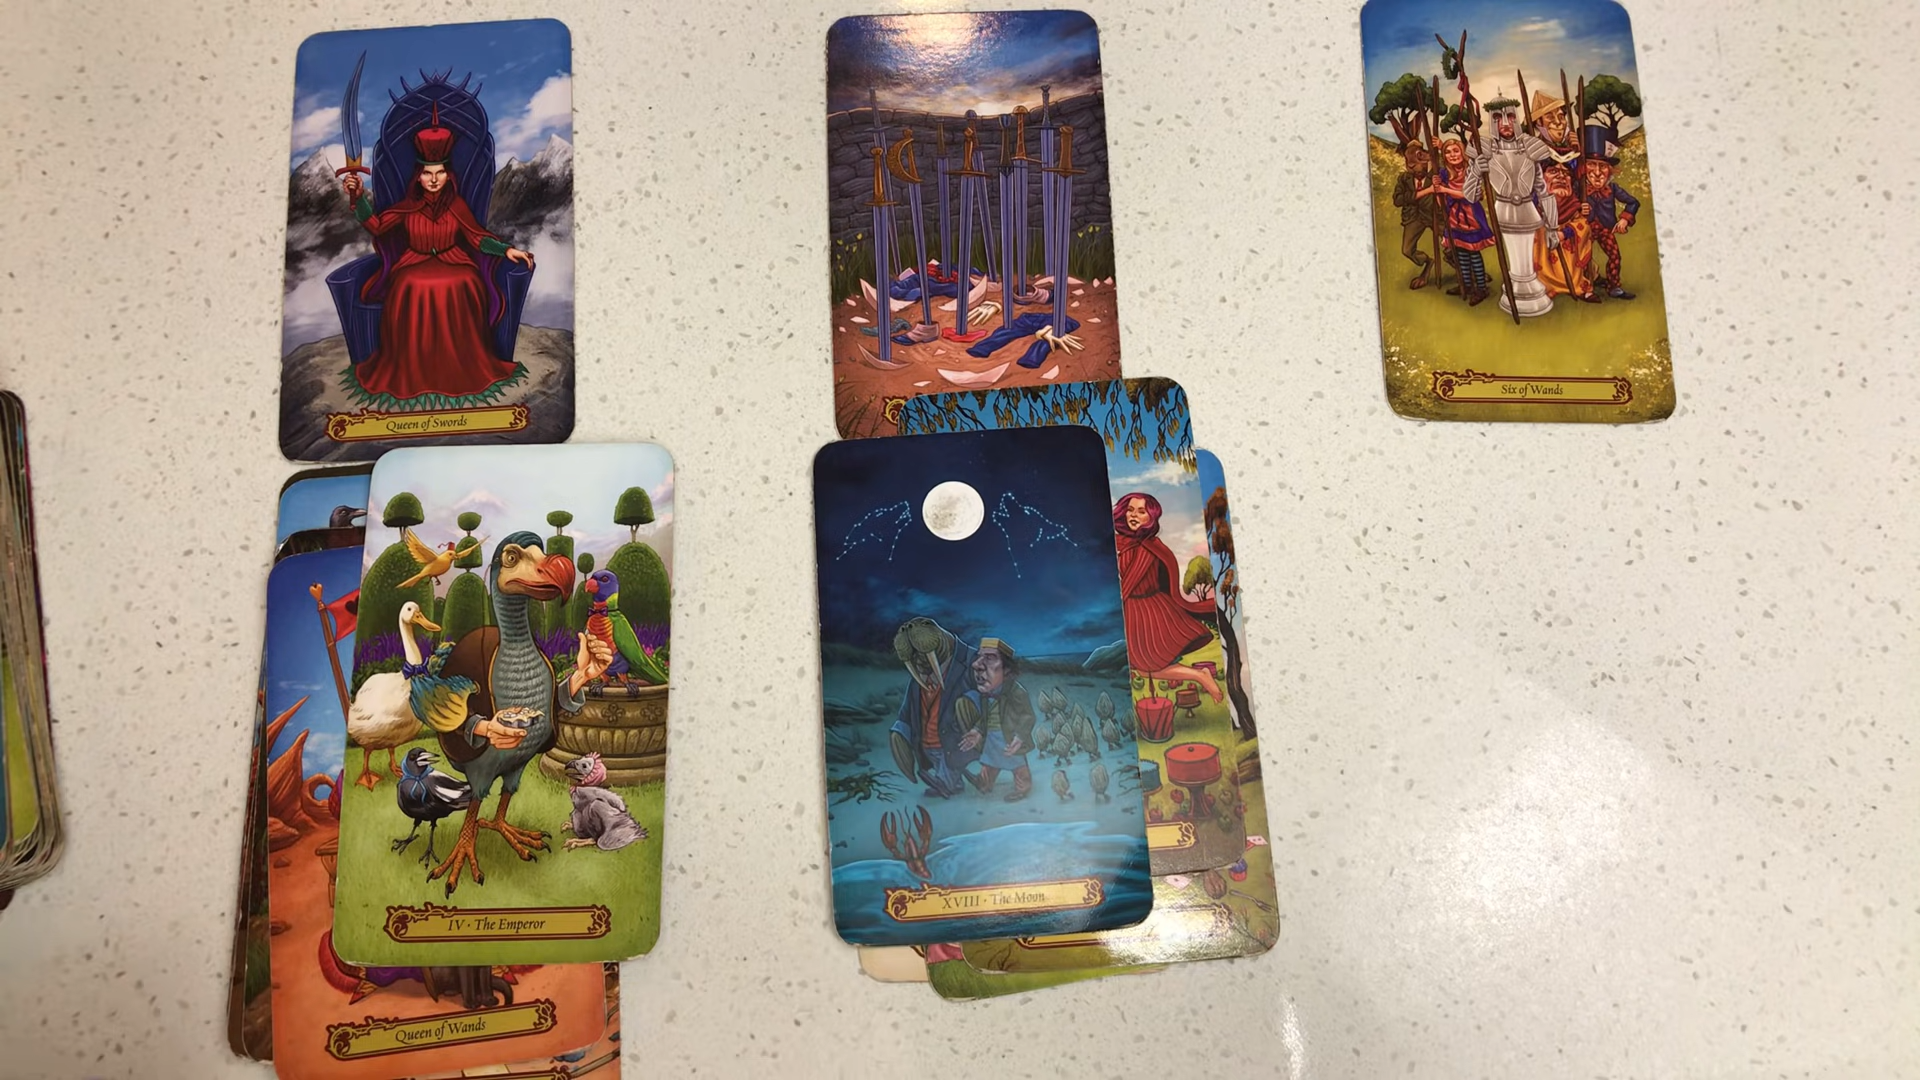 Queen of Swords
Six of Wands
IV · The Emperor
XVIII · The Moon
Queen of Wands